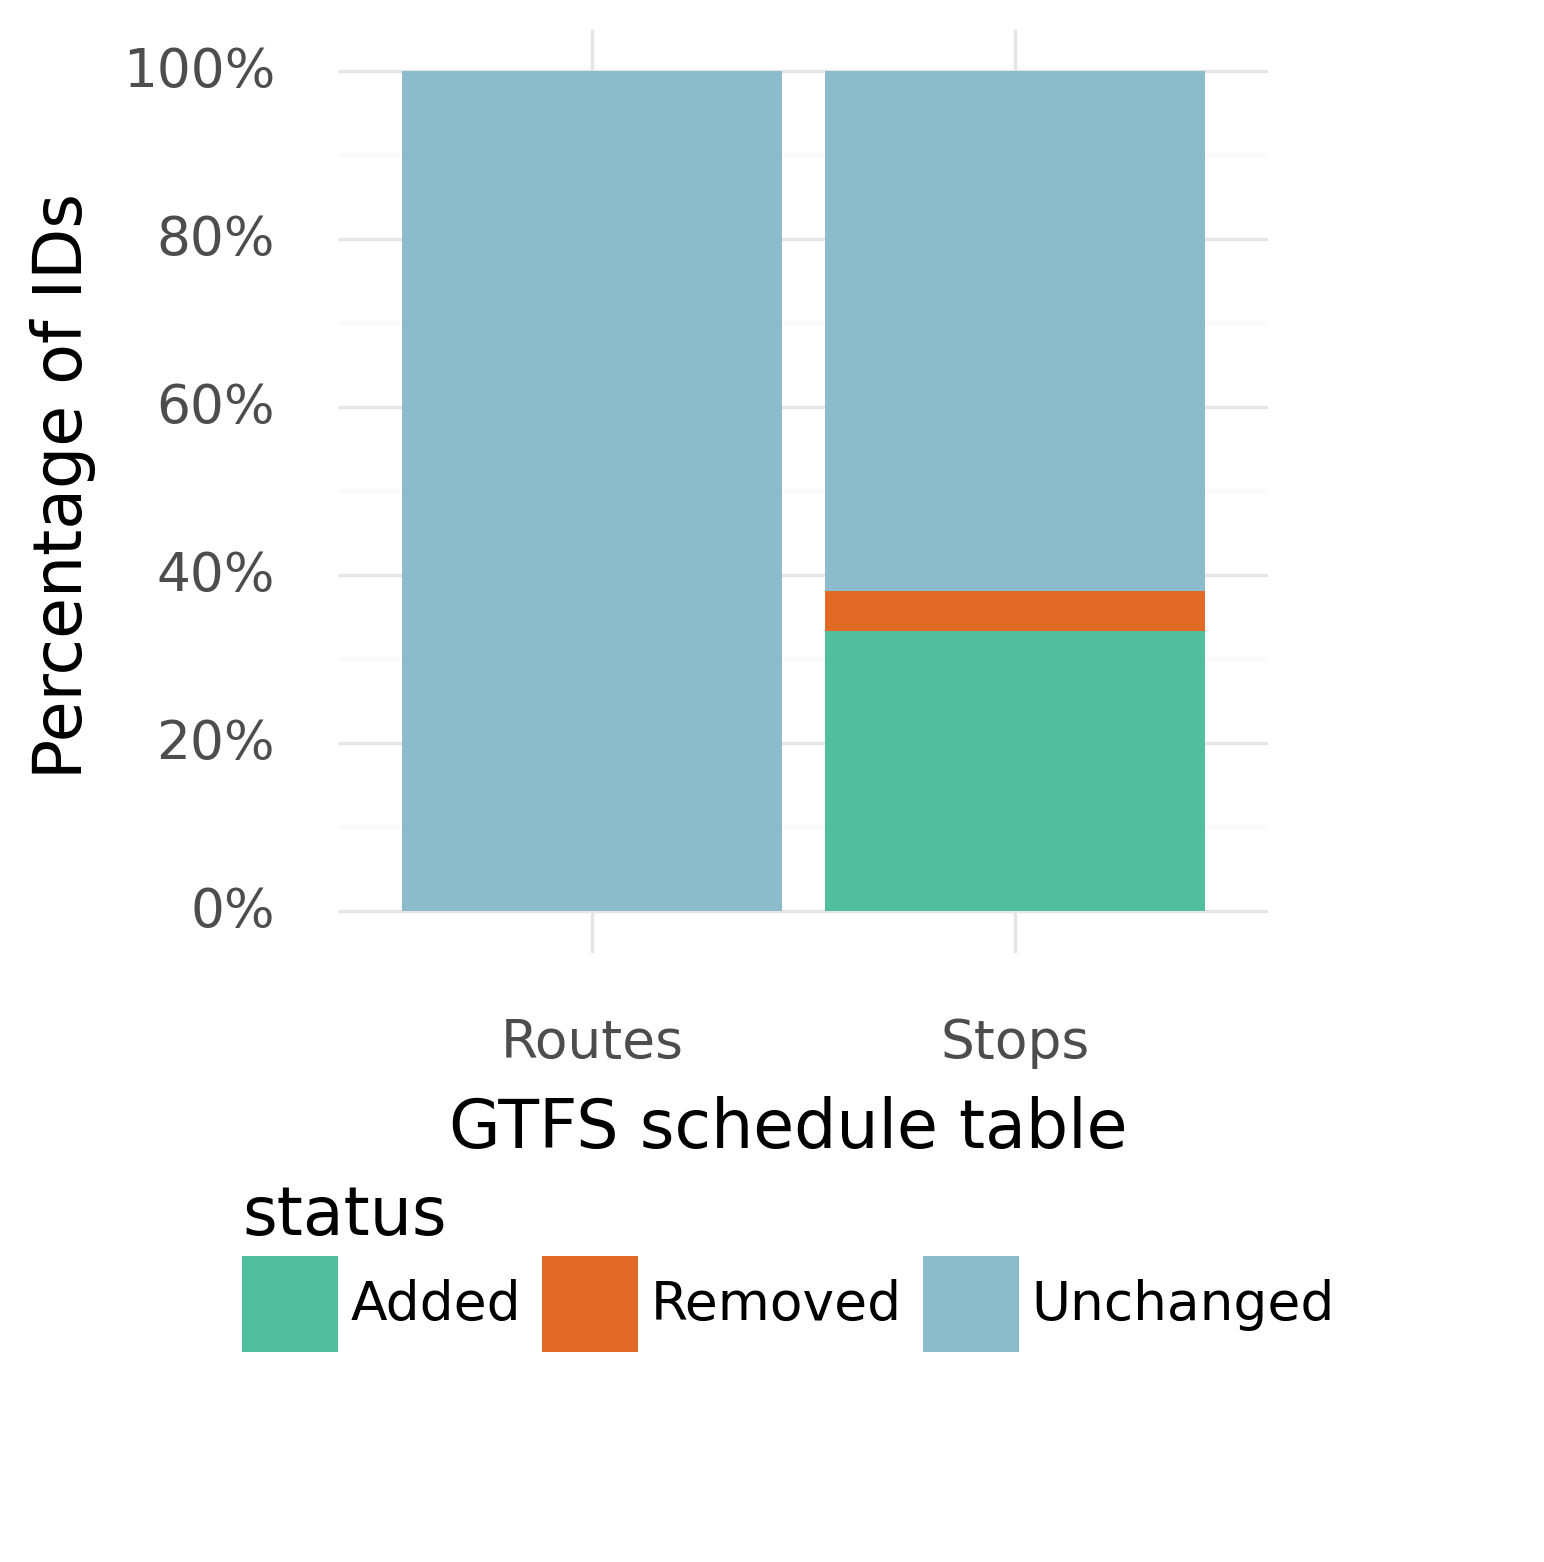 Percentage of IDs
100%
80%
60%
40%
20%
0%
Routes Stops
GTFS schedule table
status
Added Removed Unchanged